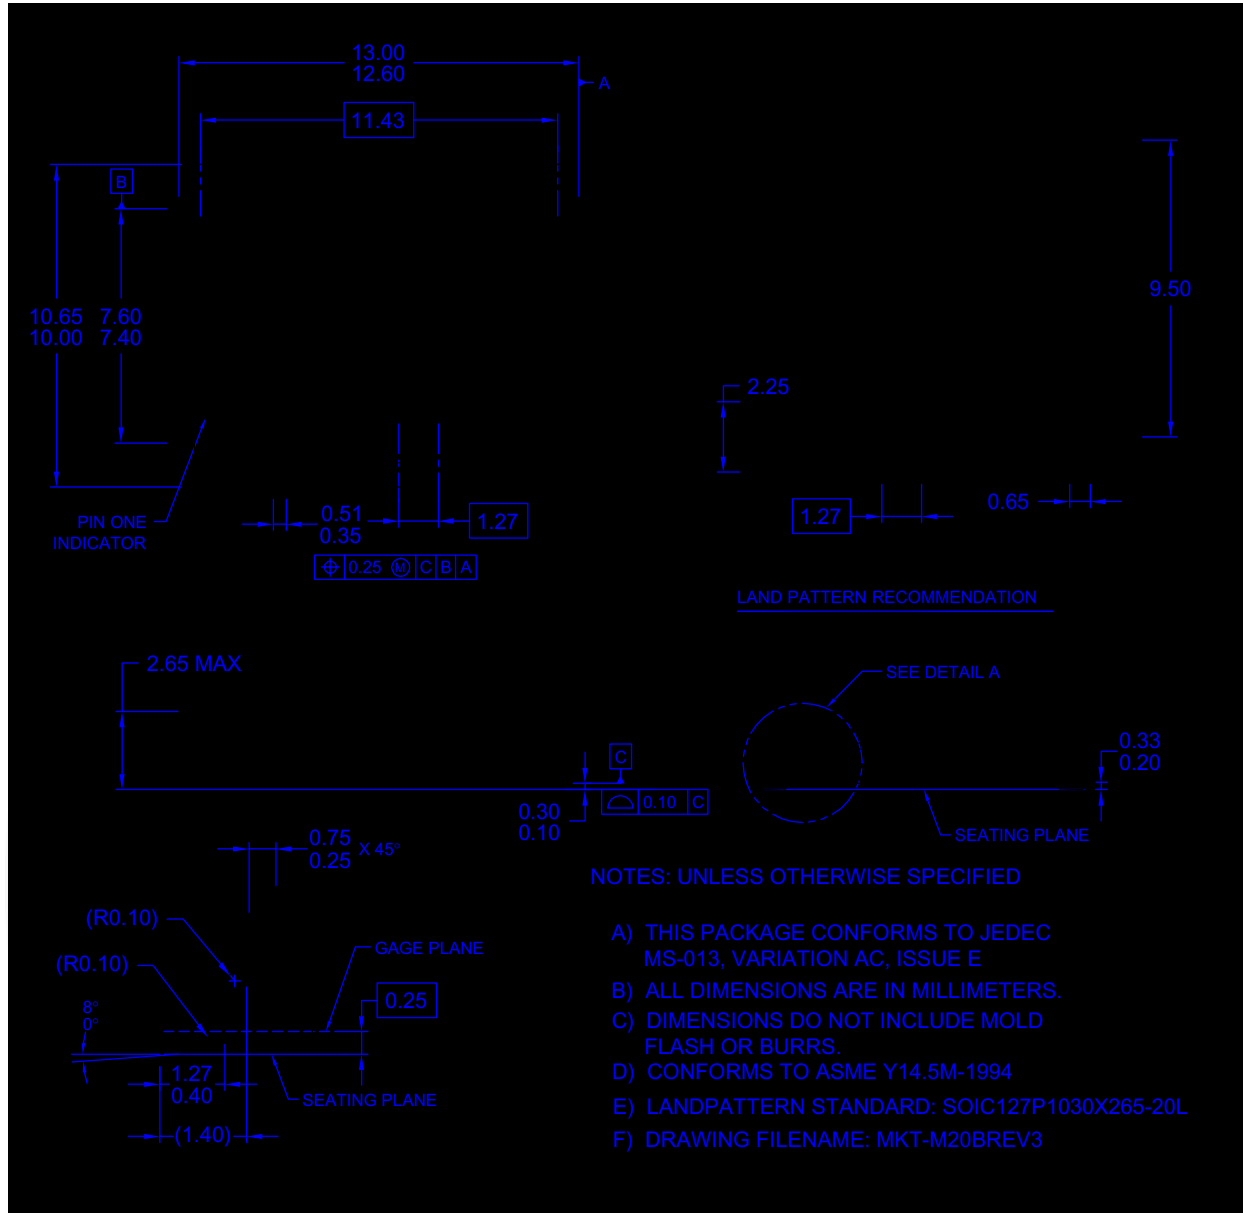 13.00
12.60
A
11.43
B
10.65 7.60
10.00 7.40
9.50
2.25
PIN ONE
INDICATOR
0.51
0.35
1.27
0.25 Ⓜ C B A
1.27
0.65
LAND PATTERN RECOMMENDATION
2.65 MAX
SEE DETAIL A
C
0.10 C
0.30
0.10
0.33
0.20
SEATING PLANE
0.75
0.25 X 45°
(R0.10)
(R0.10)
GAGE PLANE
0.25
8°
0°
1.27
0.40
SEATING PLANE
(1.40)
NOTES: UNLESS OTHERWISE SPECIFIED
A) THIS PACKAGE CONFORMS TO JEDEC
MS-013, VARIATION AC, ISSUE E
B) ALL DIMENSIONS ARE IN MILLIMETERS.
C) DIMENSIONS DO NOT INCLUDE MOLD
FLASH OR BURRS.
D) CONFORMS TO ASME Y14.5M-1994
E) LANDPATTERN STANDARD: SOIC127P1030X265-20L
F) DRAWING FILENAME: MKT-M20BREV3